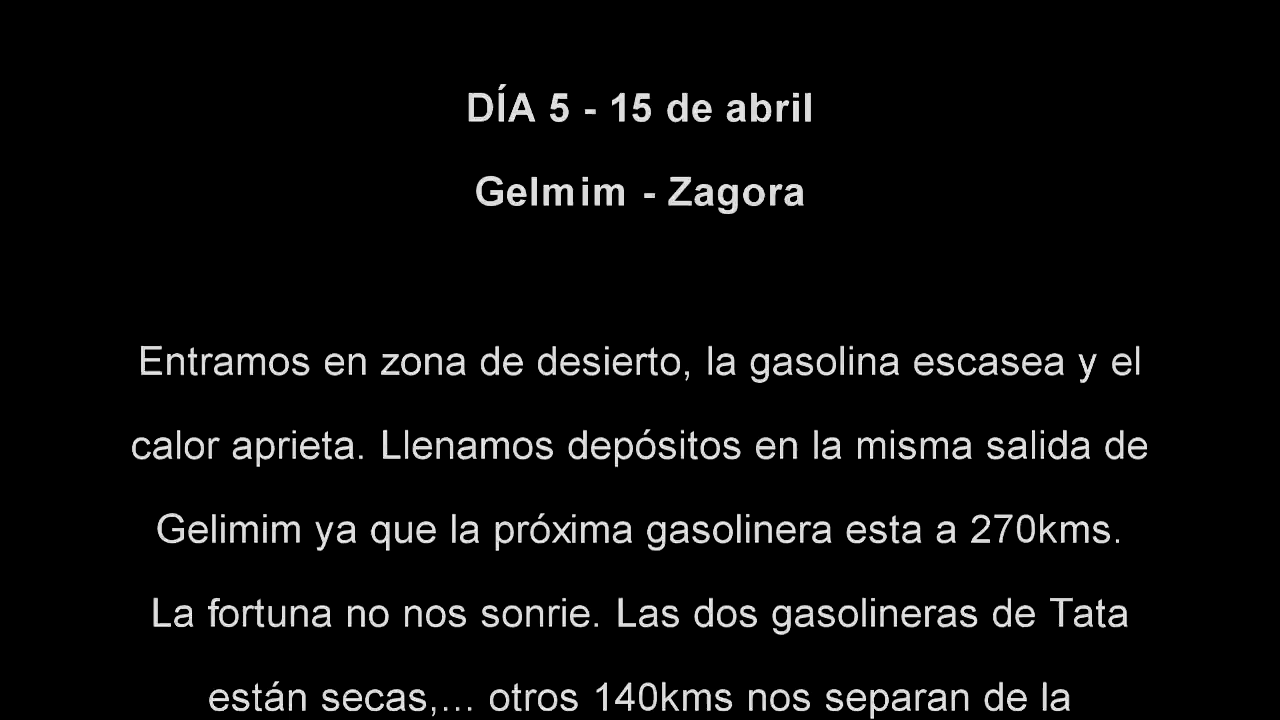 DÍA 5 - 15 de abril
Gelmim - Zagora
Entramos en zona de desierto, la gasolina escasea y el
calor aprieta. Llenamos depósitos en la misma salida de
Gelimim ya que la próxima gasolinera esta a 270kms.
La fortuna no nos sonrie. Las dos gasolineras de Tata
están secas,... otros 140kms nos separan de la